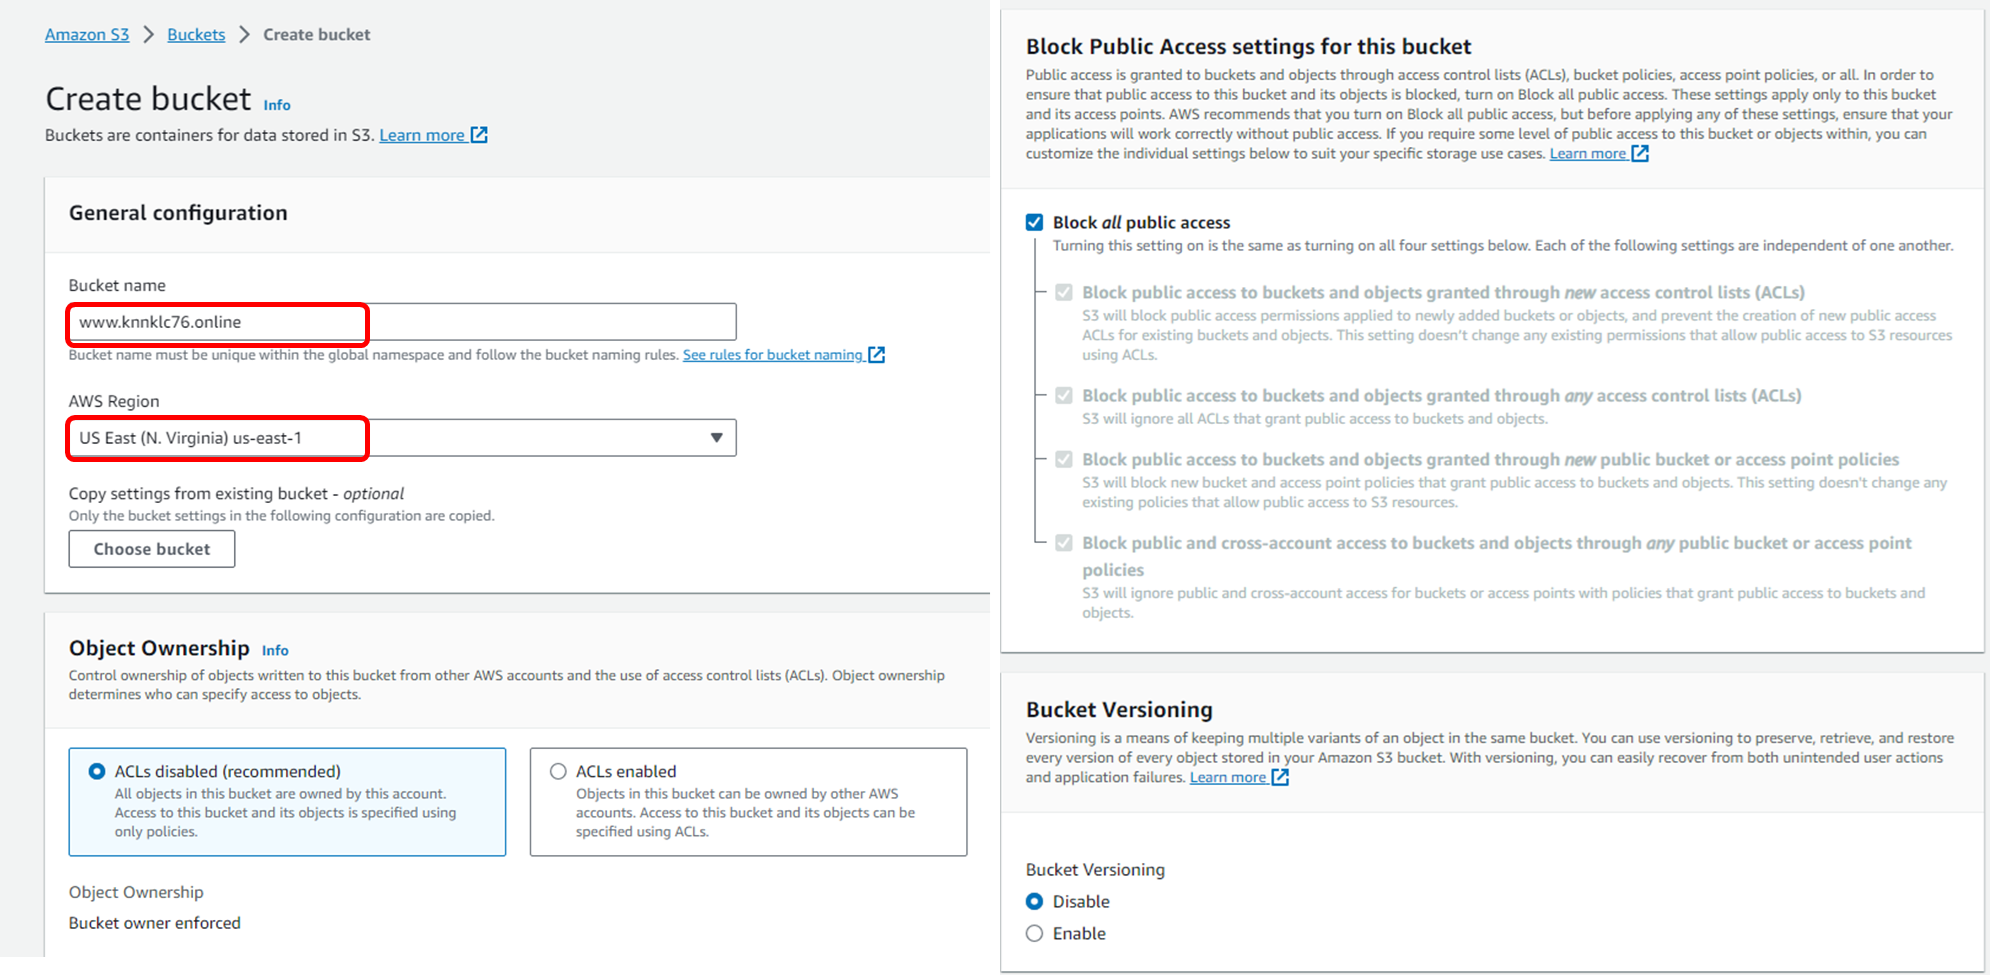 Amazon S3 > Buckets > Create bucket
Create bucket Info
Buckets are containers for data stored in S3. Learn more
General configuration
Bucket name
www.knnklc76.online
Bucket name must be unique within the global namespace and follow the bucket naming rules. See rules for bucket naming
AWS Region
US East (N. Virginia) us-east-1
Copy settings from existing bucket - optional
Only the bucket settings in the following configuration are copied.
Choose bucket
Object Ownership Info
Control ownership of objects written to this bucket from other AWS accounts and the use of access control lists (ACLs). Object ownership
determines who can specify access to objects.
ACLs disabled (recommended)
All objects in this bucket are owned by this account.
Access to this bucket and its objects is specified using
only policies.
ACLs enabled
Objects in this bucket can be owned by other AWS
accounts. Access to this bucket and its objects can be
specified using ACLs.
Object Ownership
Bucket owner enforced
Block Public Access settings for this bucket
Public access is granted to buckets and objects through access control lists (ACLs), bucket policies, access point policies, or all. In order to
ensure that public access to this bucket and its objects is blocked, turn on Block all public access. These settings apply only to this bucket
and its access points. AWS recommends that you turn on Block all public access, but before applying any of these settings, ensure that your
applications will work correctly without public access. If you require some level of public access to this bucket or objects within, you can
customize the individual settings below to suit your specific storage use cases. Learn more
Block all public access
Turning this setting on is the same as turning on all four settings below. Each of the following settings are independent of one another.
Block public access to buckets and objects granted through new access control lists (ACLs)
S3 will block public access permissions applied to newly added buckets or objects, and prevent the creation of new public access
ACLs for existing buckets and objects. This setting doesn't change any existing permissions that allow public access to S3 resources
using ACLs.
Block public access to buckets and objects granted through any access control lists (ACLs)
S3 will ignore all ACLs that grant public access to buckets and objects.
Block public access to buckets and objects granted through new public bucket or access point policies
S3 will block new bucket and access point policies that grant public access to buckets and objects. This setting doesn't change any
existing policies that allow public access to S3 resources.
Block public and cross-account access to buckets and objects through any public bucket or access point
policies
S3 will ignore public and cross-account access for buckets or access points with policies that grant public access to buckets and
objects.
Bucket Versioning
Versioning is a means of keeping multiple variants of an object in the same bucket. You can use versioning to preserve, retrieve, and restore
every version of every object stored in your Amazon S3 bucket. With versioning, you can easily recover from both unintended user actions
and application failures. Learn more
Bucket Versioning
Disable
Enable